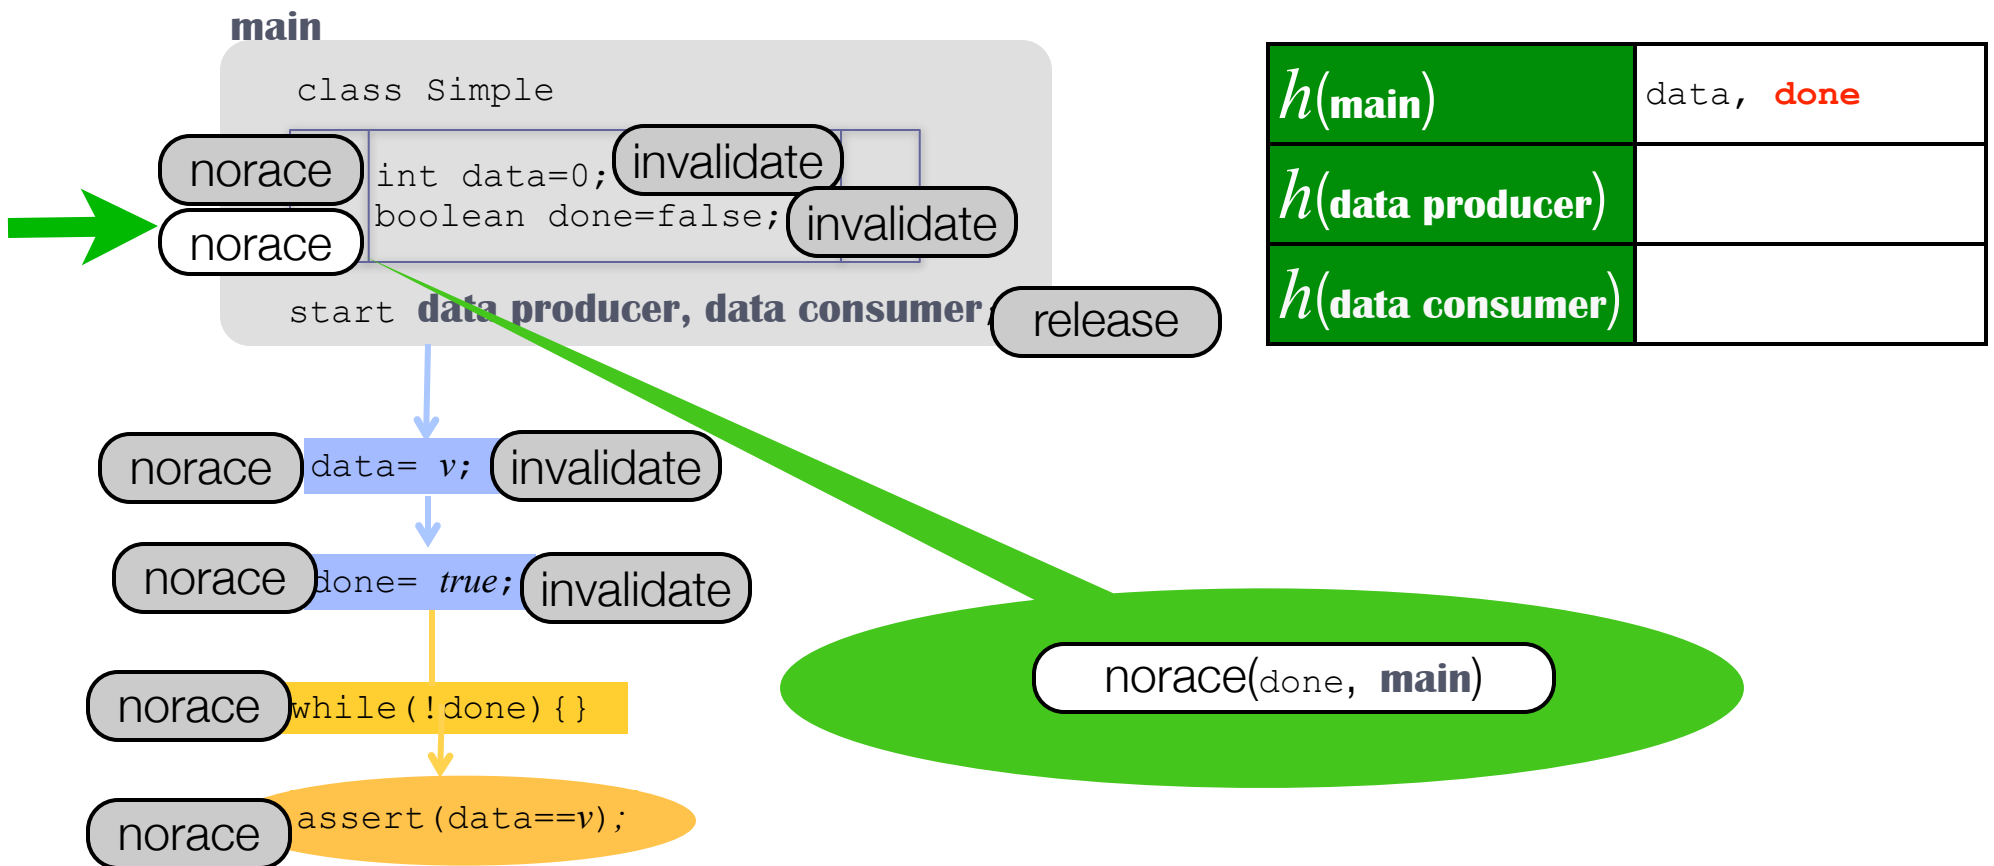 main
class Simple
norace int data=0; invalidate
norace boolean done=false; invalidate
start data producer, data consumer, release
norace data= v; invalidate
norace done= true; invalidate
norace while(!done){}
norace assert(data==v);
h(main) data, done
h(data producer)
h(data consumer)
norace(done, main)